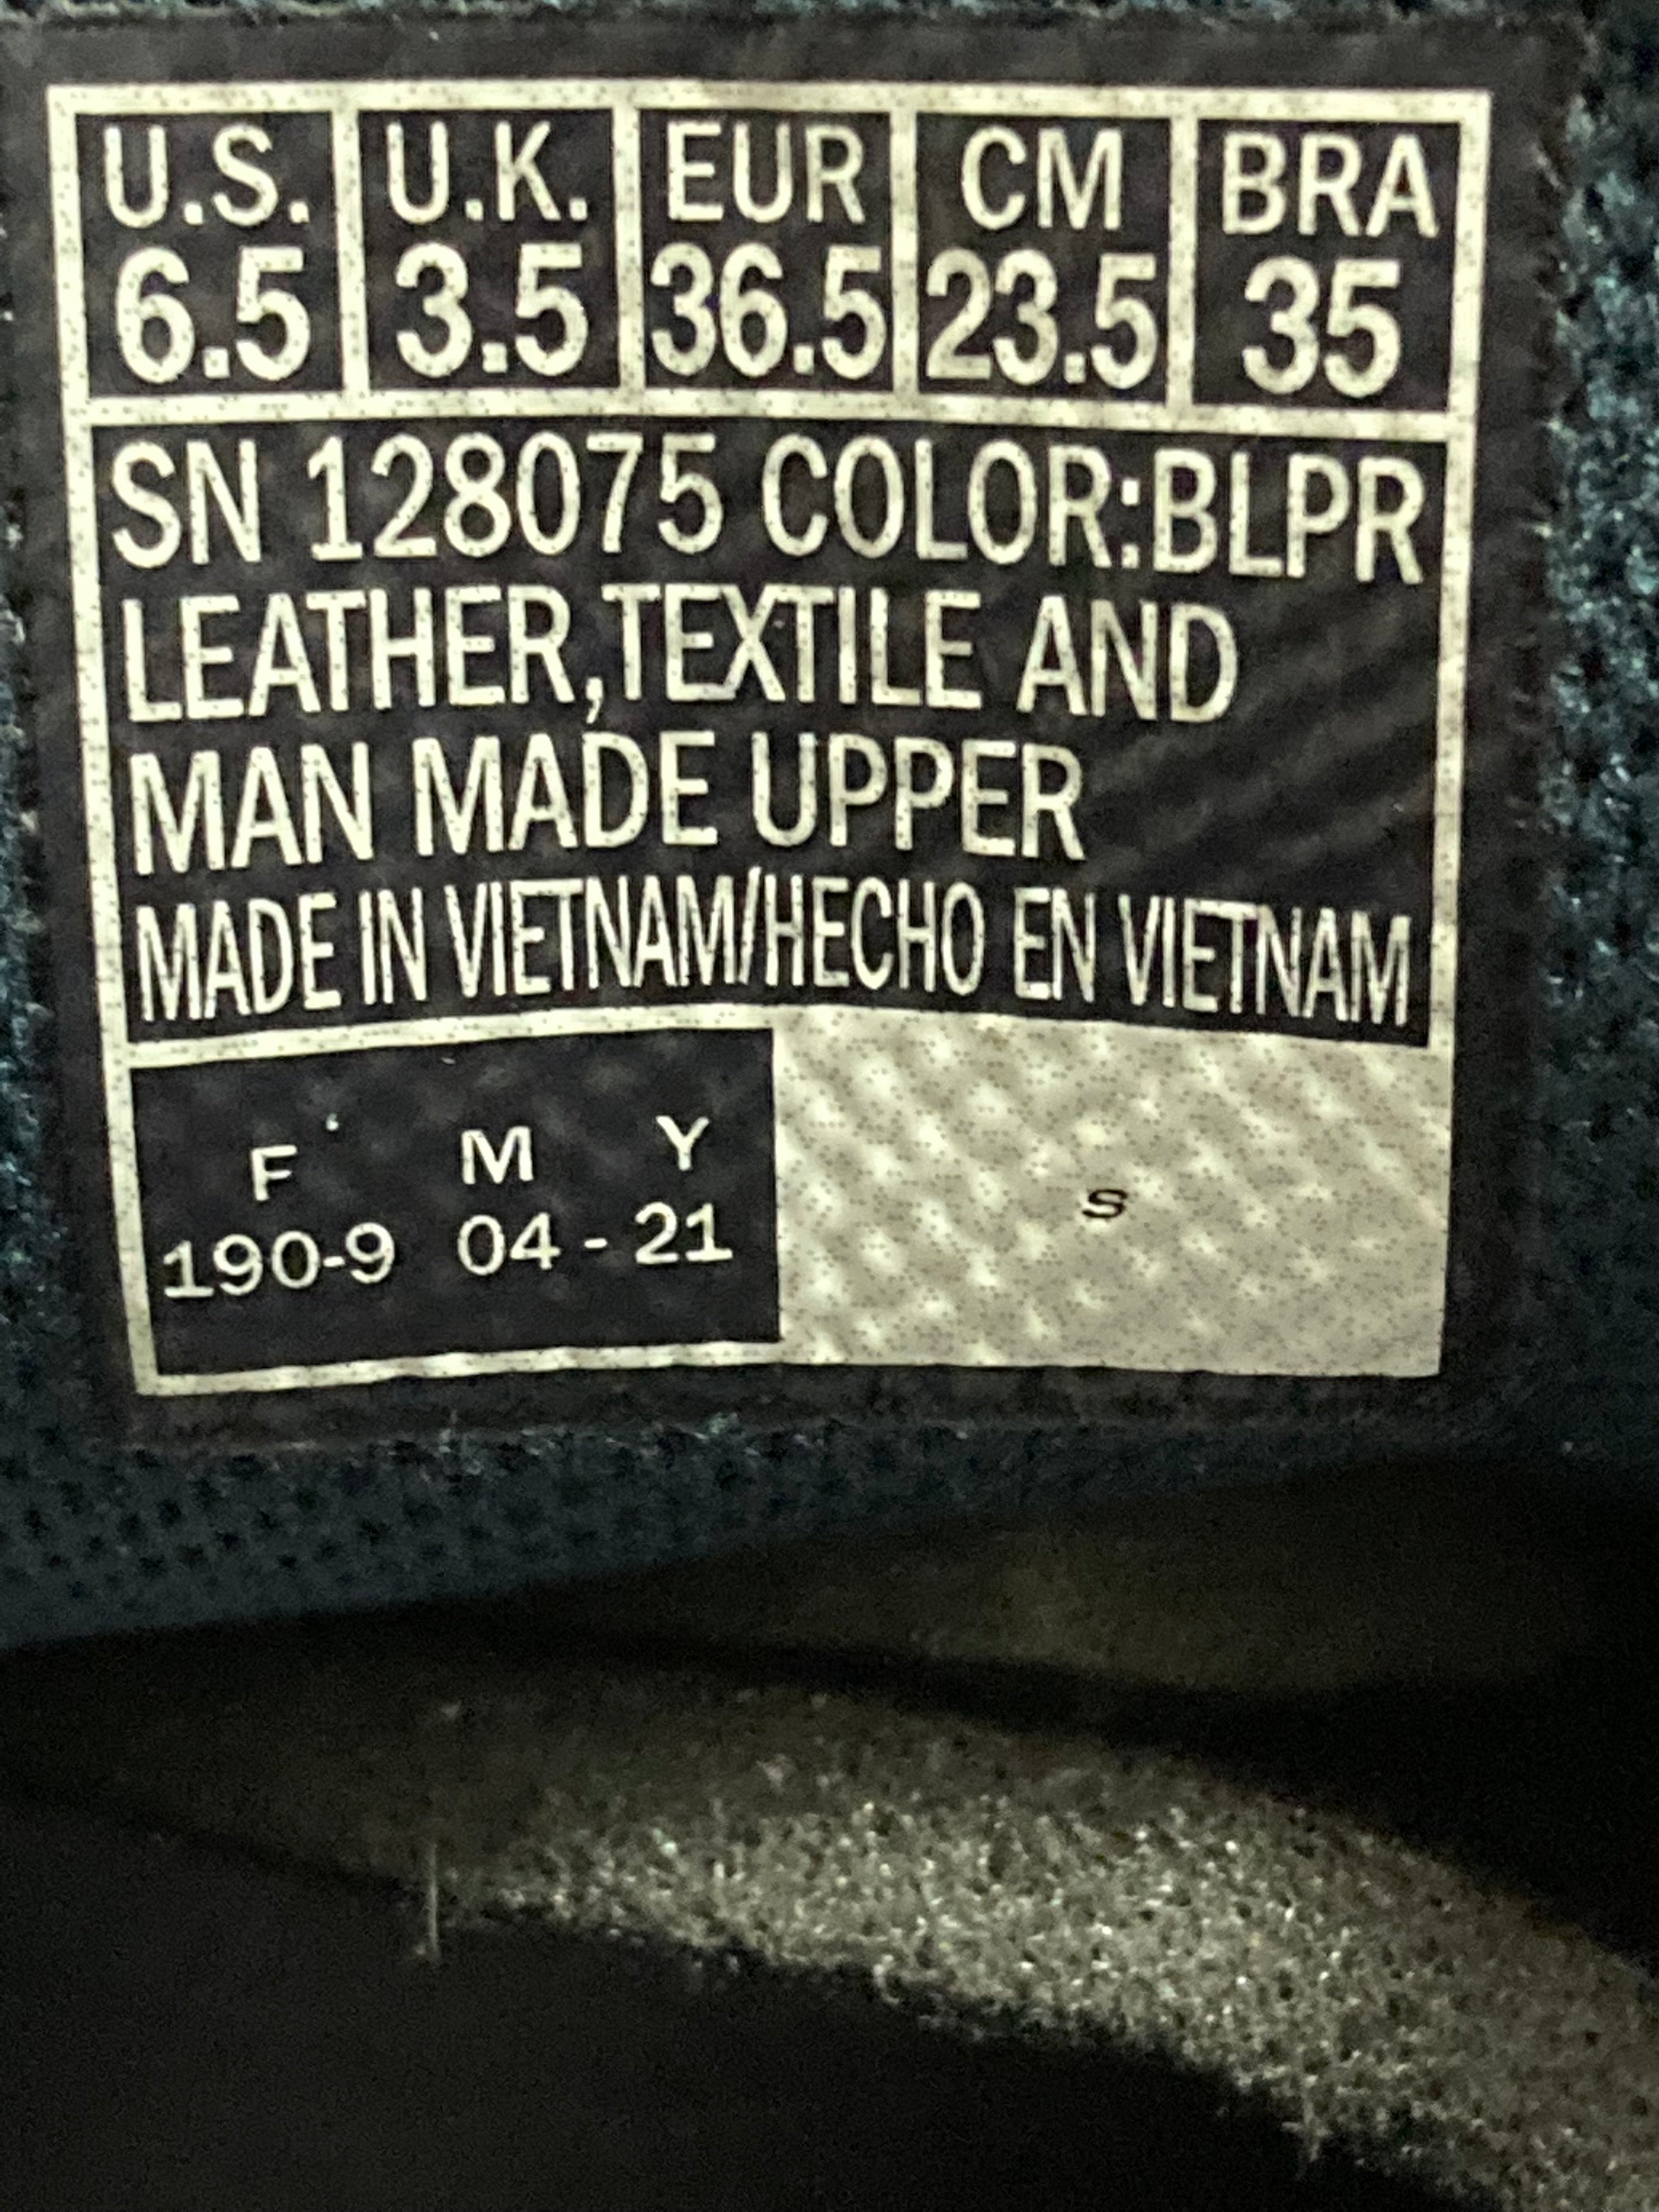 U.S. U.K. EUR CM BRA
6.5 3.5 36.5 23.5 35
SN 128075 COLOR:BLPR
LEATHER,TEXTILE AND
MAN MADE UPPER
MADE IN VIETNAM/HECHO EN VIETNAM
F M Y
190-9 04 - 21
S